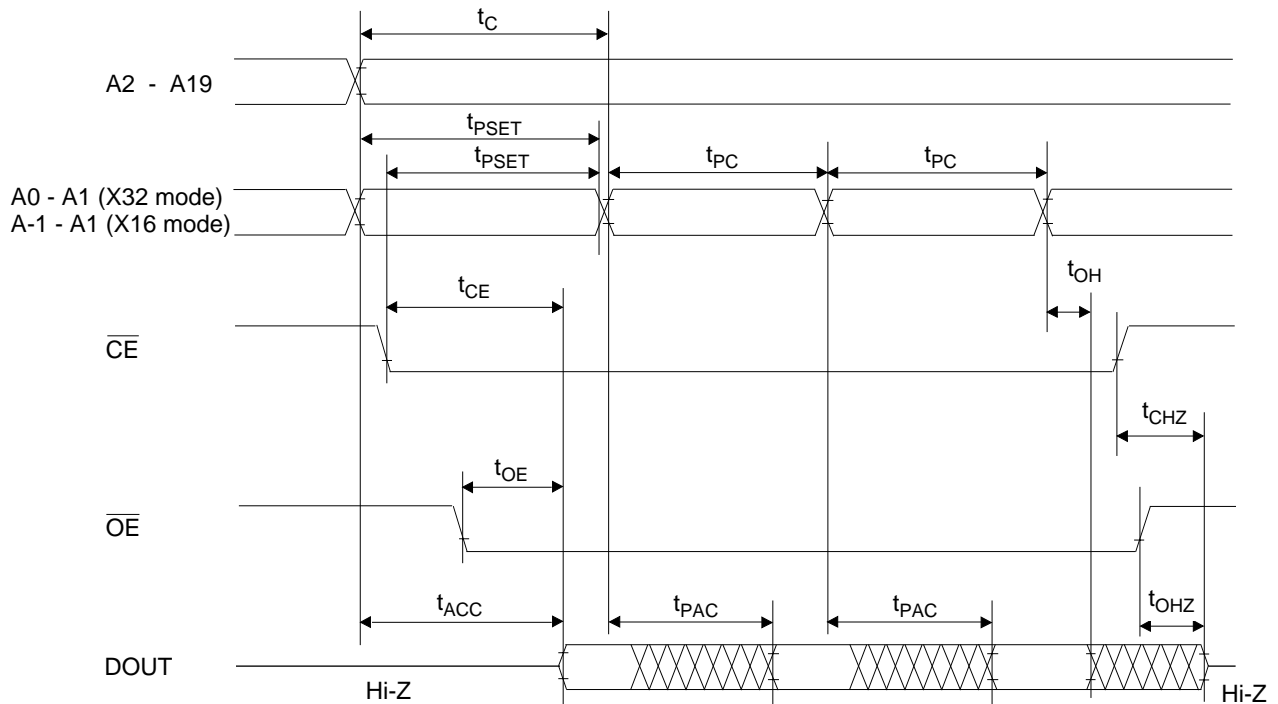 tC
A2 - A19
tPSET
tPSET
tPC
tPC
A0 - A1 (X32 mode)
A-1 - A1 (X16 mode)
tOH
tCE
CE
tCHZ
tOE
OE
tACC
tPAC
tPAC
tOHZ
DOUT
Hi-Z
Hi-Z